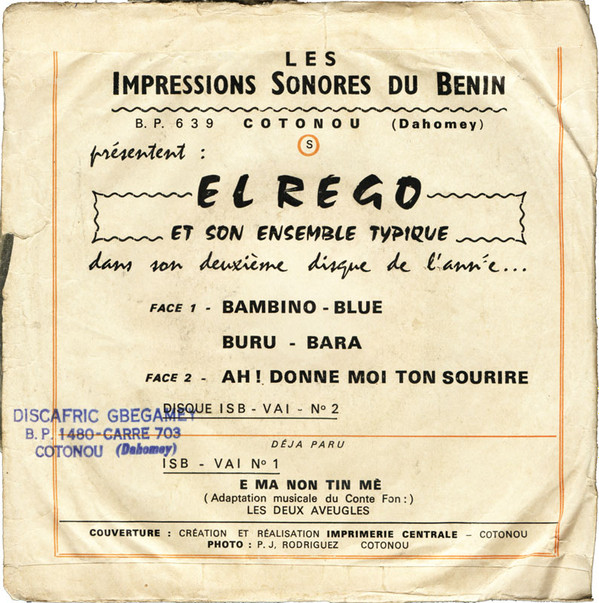 LES
IMPRESSIONS SONORES DU BENIN
B. P. 639 COTONOU (Dahomey)
S
présentent :
EL REGO
ET SON ENSEMBLE TYPIQUE
dans son deuxième disque de l'année...
FACE 1 - BAMBINO - BLUE
BURU - BARA
FACE 2 - AH! DONNE MOI TON SOURIRE
DISQUE ISB - VAI - No 2
DISCAFRIC GBEGAMEY
B. P. 1480-CARRE 703
COTONOU (Dahomey)
DÉJA PARU
ISB - VAI No 1
E MA NON TIN MÊ
(Adaptation musicale du Conte Fon:)
LES DEUX AVEUGLES
COUVERTURE : CRÉATION ET RÉALISATION IMPRIMERIE CENTRALE – COTONOU
PHOTO : P. J, RODRIGUEZ COTONOU